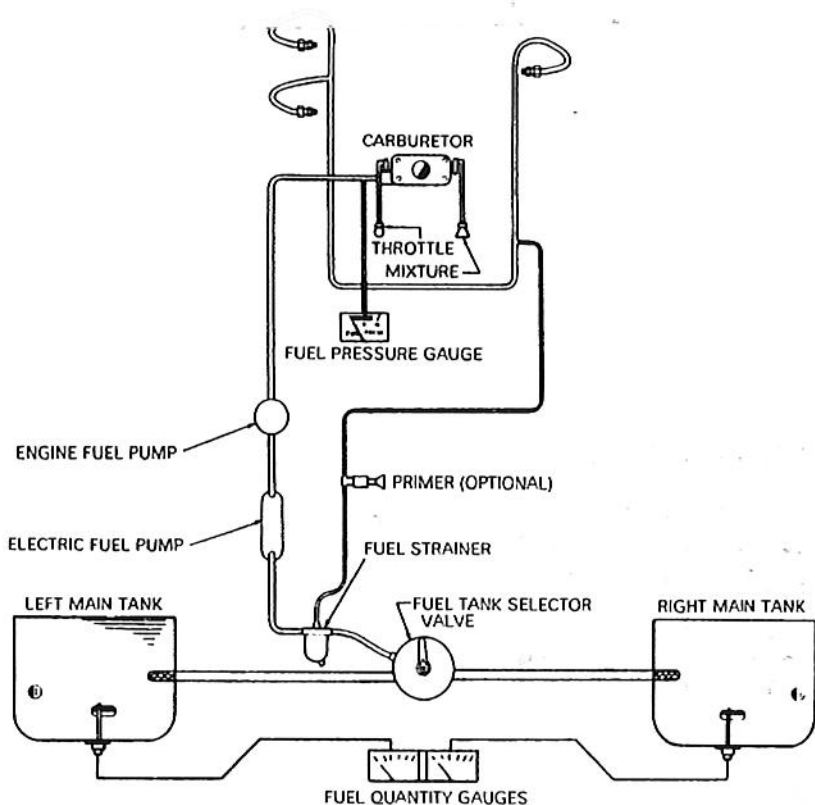 CARBURETOR
THROTTLE
MIXTURE
FUEL PRESSURE GAUGE
ENGINE FUEL PUMP
PRIMER (OPTIONAL)
ELECTRIC FUEL PUMP
FUEL STRAINER
LEFT MAIN TANK
FUEL TANK SELECTOR
VALVE
RIGHT MAIN TANK
FUEL QUANTITY GAUGES